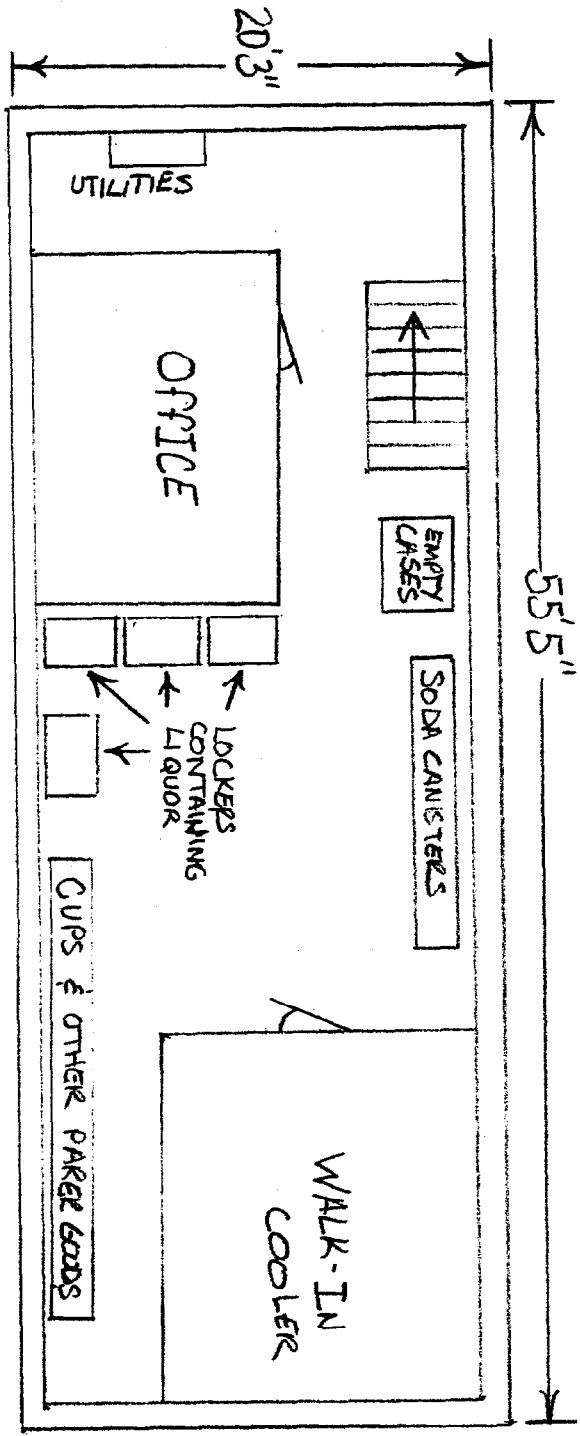 55'5"
20'3"
EMPTY
CASES
SODA CANISTERS
WALK-IN
COOLER
OFFICE
UTILITIES
LOCKERS
CONTAINING
LIQUOR
CUPS & OTHER PAPER GOODS